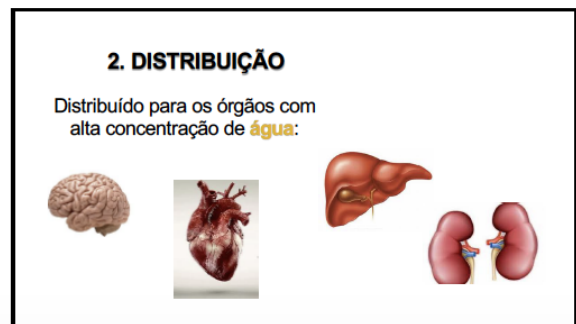 2. DISTRIBUIÇÃO
Distribuído para os órgãos com
alta concentração de água: